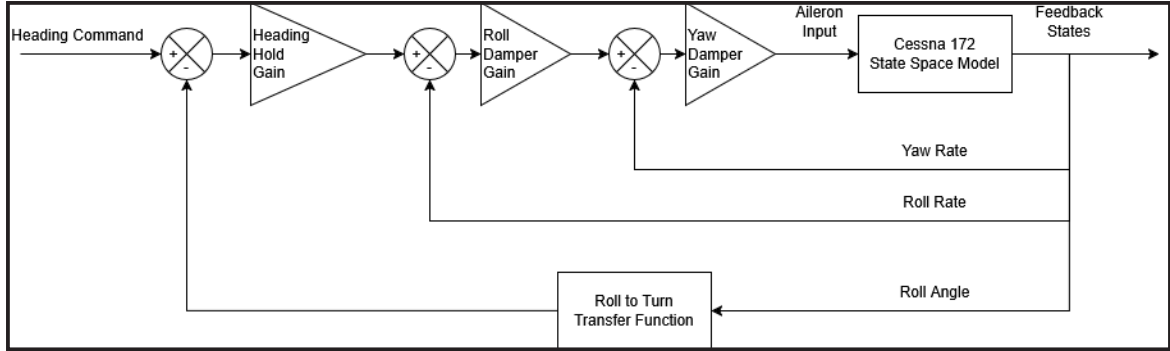 Heading Command
+
-
Heading
Hold
Gain
+
-
Roll
Damper
Gain
+
-
Yaw
Damper
Gain
Aileron
Input
Cessna 172
State Space Model
Feedback
States
Yaw Rate
Roll Rate
Roll Angle
Roll to Turn
Transfer Function